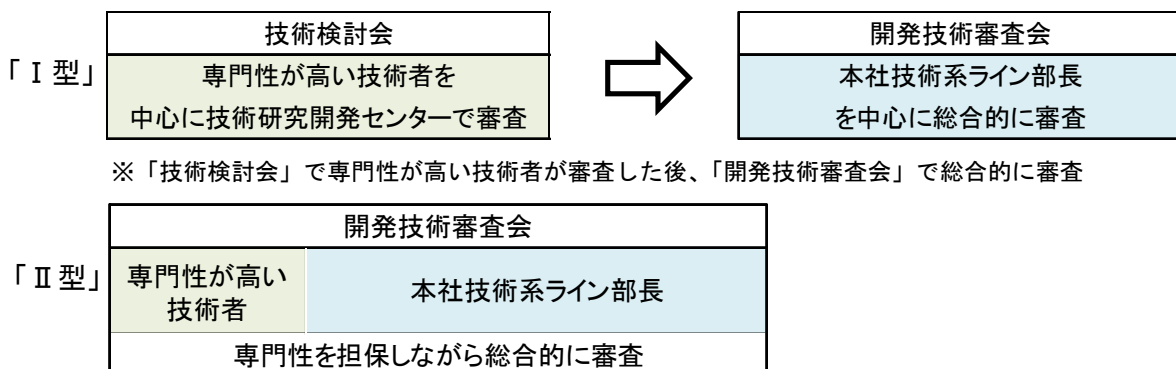 技術検討会
開発技術審査会
「Ⅰ型」
専門性が高い技術者を
中心に技術研究開発センターで審査
本社技術系ライン部長
を中心に総合的に審査
※「技術検討会」で専門性が高い技術者が審査した後、「開発技術審査会」で総合的に審査
開発技術審査会
「Ⅱ型」
専門性が高い
技術者
本社技術系ライン部長
専門性を担保しながら総合的に審査